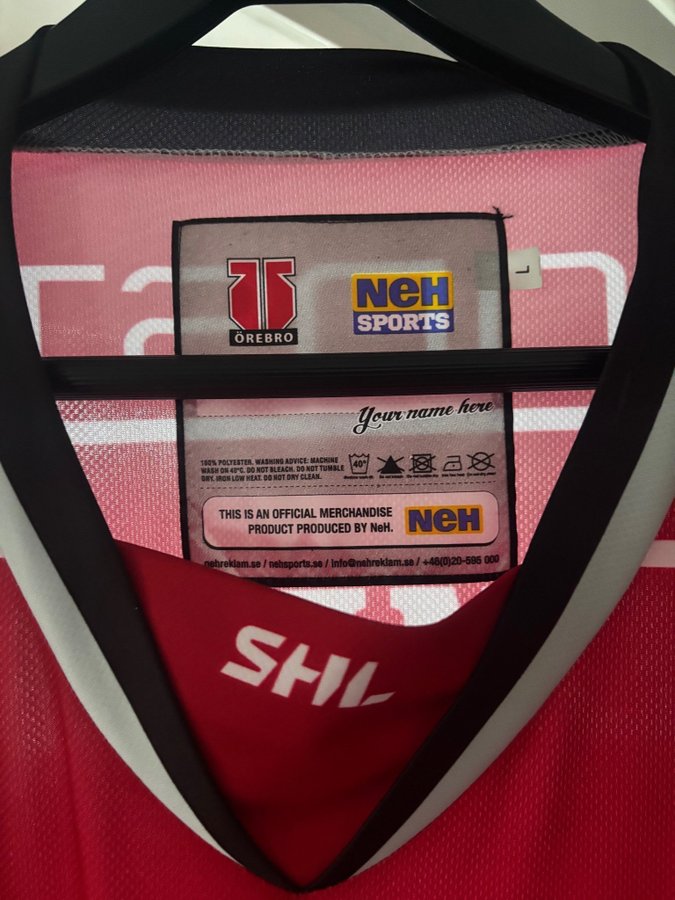 L
ÖREBRO
NeH
SPORTS
Your name here
100% POLYESTER. WASHING ADVICE: MACHINE
WASH ON 40°C. DO NOT BLEACH. DO NOT TUMBLE
DRY. IRON LOW HEAT. DO NOT DRY CLEAN.
40°
THIS IS AN OFFICIAL MERCHANDISE
PRODUCT PRODUCED BY NeH.
NeH
nehreklam.se / nehsports.se / info@nehreklam.se / +46(0)20-595 000
SHL